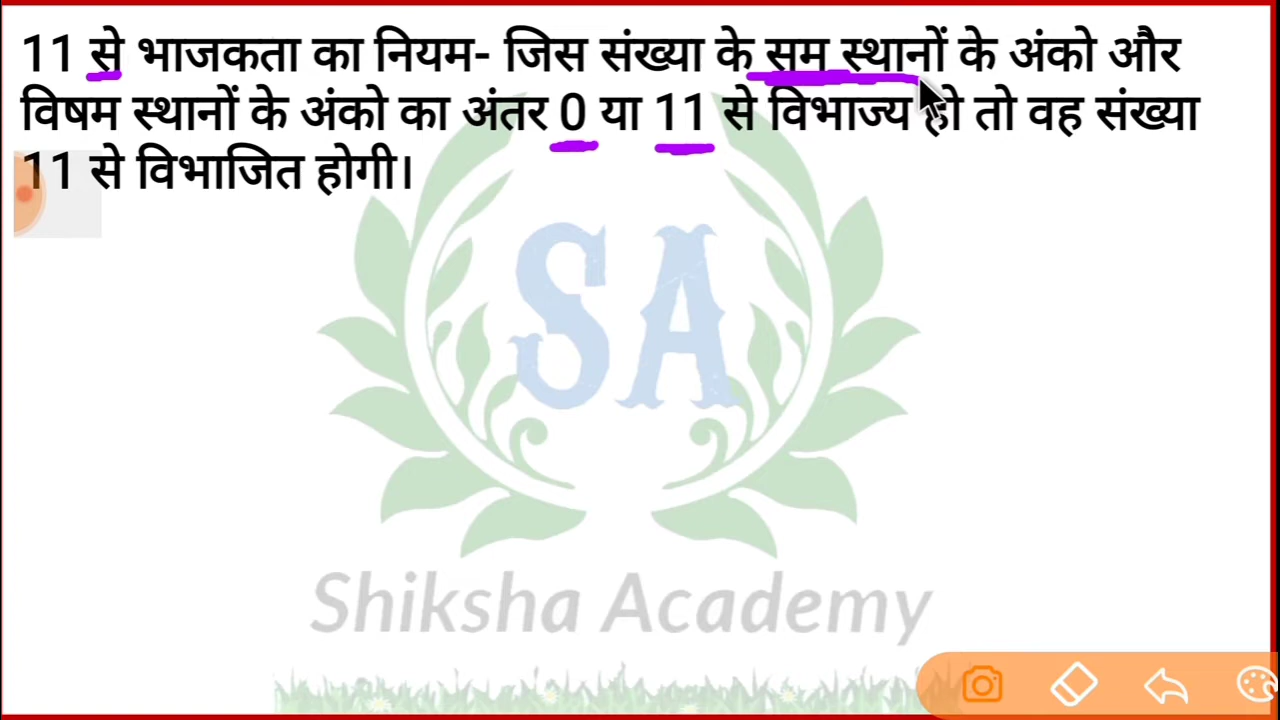 11 से भाजकता का नियम- जिस संख्या के सम स्थानों के अंको और
विषम स्थानों के अंको का अंतर 0 या 11 से विभाज्य हो तो वह संख्या
11 से विभाजित होगी।
SA
Shiksha Academy